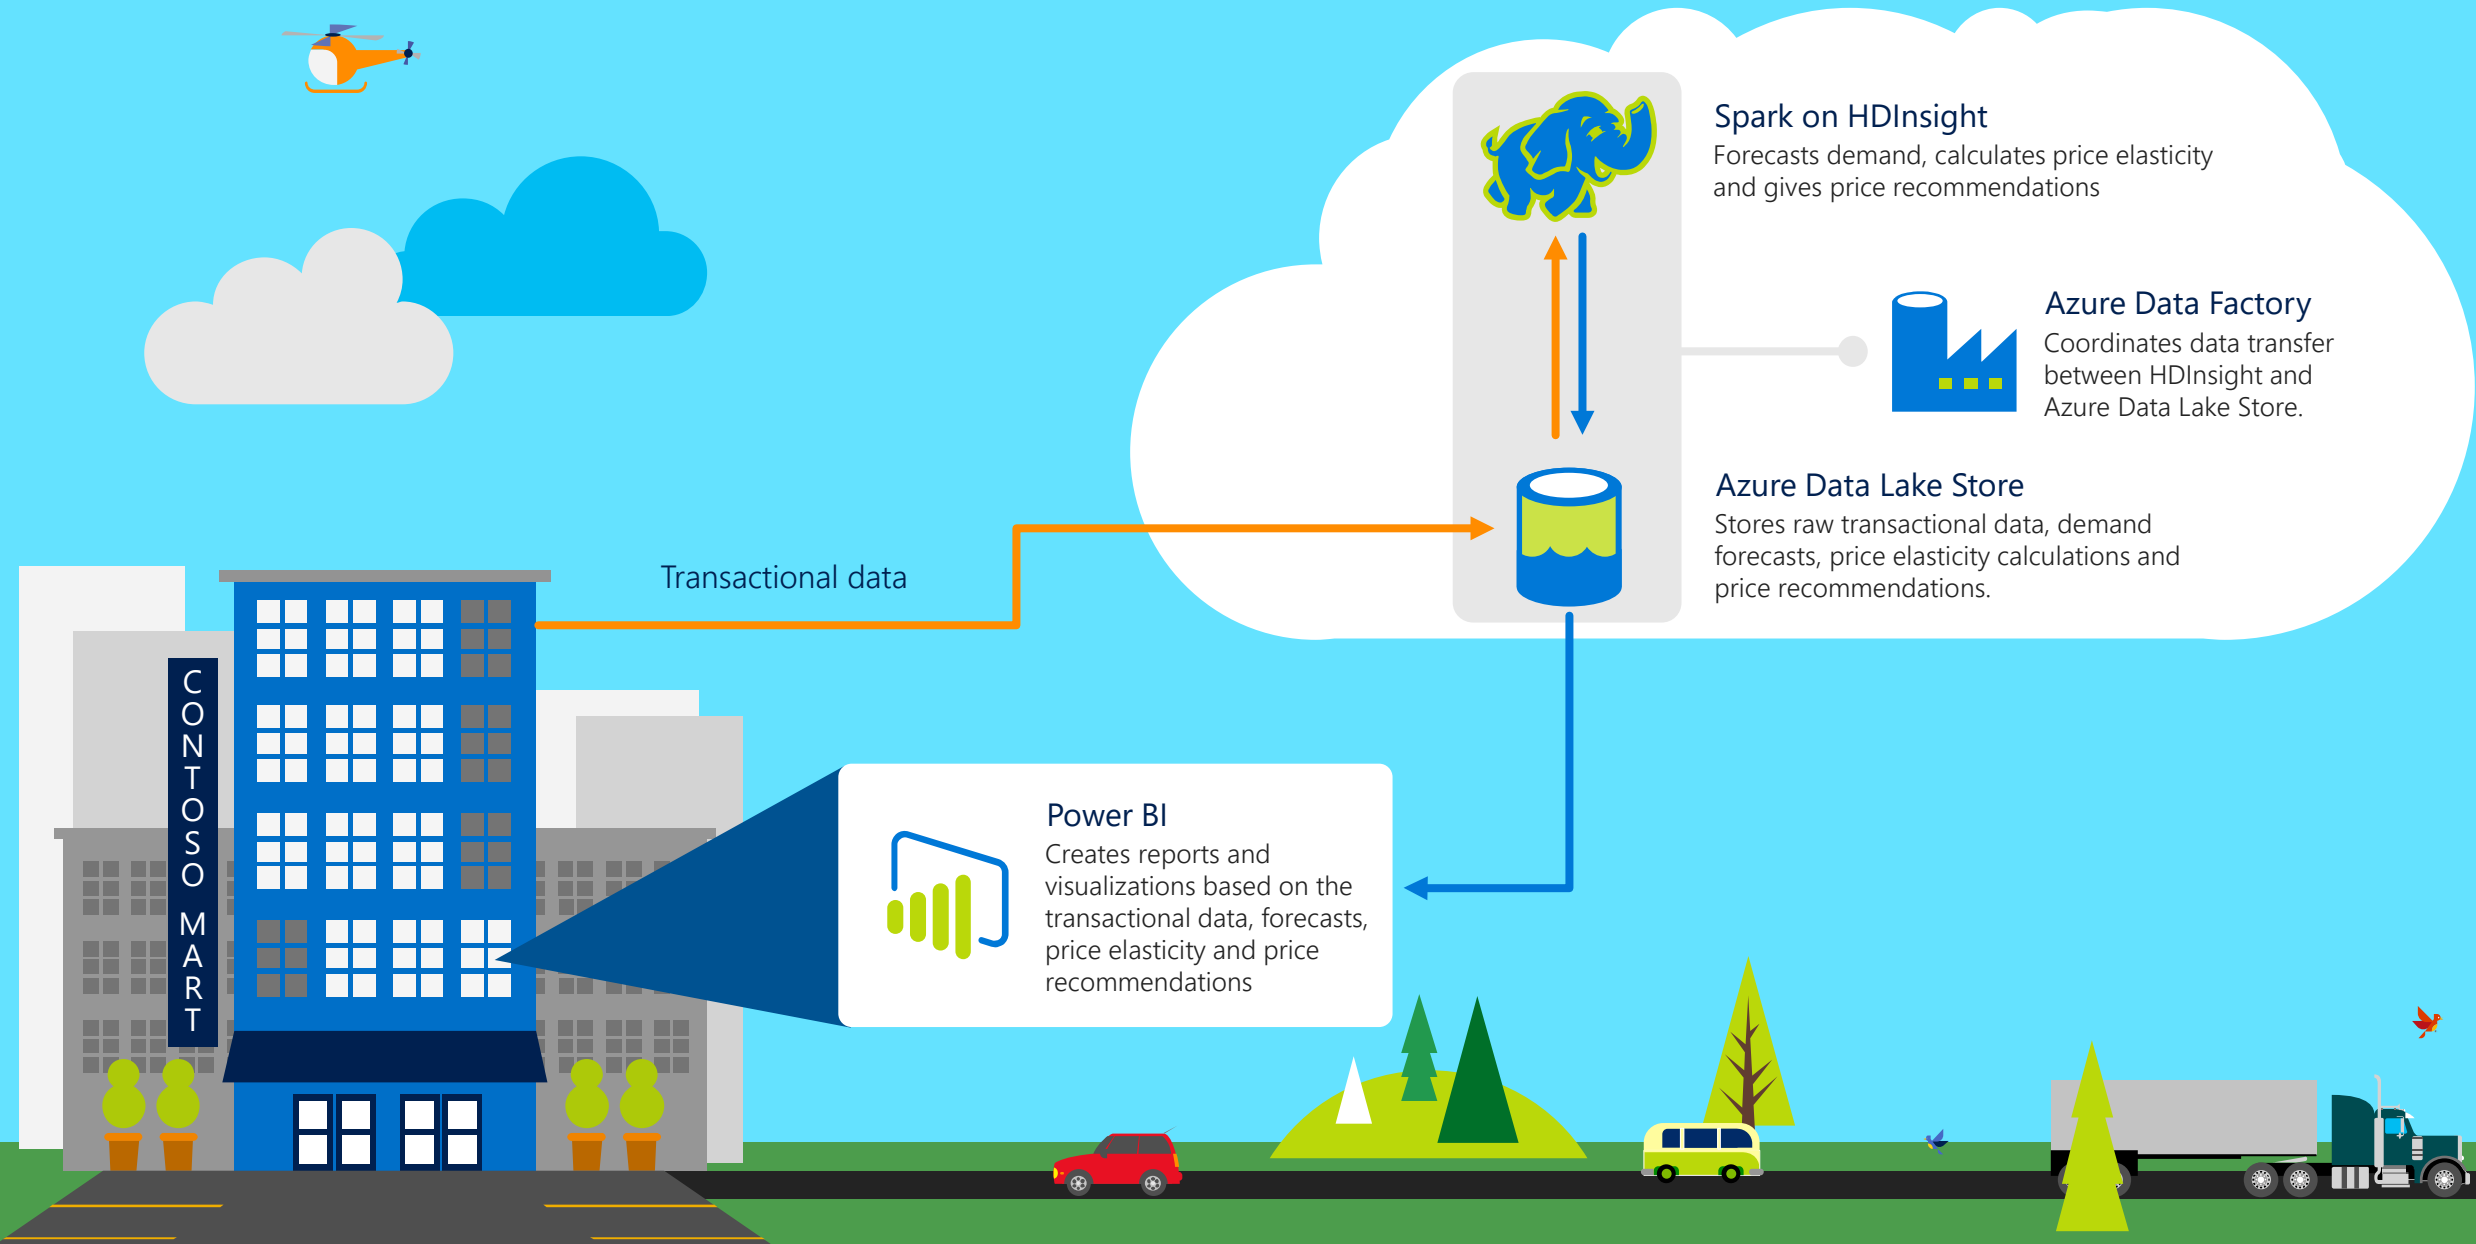 Spark on HDInsight
Forecasts demand, calculates price elasticity
and gives price recommendations
Azure Data Factory
Coordinates data transfer
between HDInsight and
Azure Data Lake Store.
Azure Data Lake Store
Stores raw transactional data, demand
forecasts, price elasticity calculations and
price recommendations.
Transactional data
CONTOSO MART
Power BI
Creates reports and
visualizations based on the
transactional data, forecasts,
price elasticity and price
recommendations